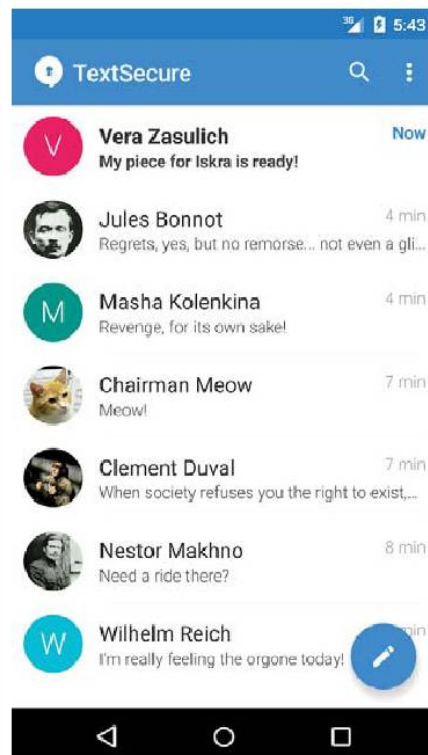 3G 5:43
TextSecure
V Vera Zasulich Now
My piece for Iskra is ready!
Jules Bonnot 4 min
Regrets, yes, but no remorse... not even a gli...
M Masha Kolenkina 4 min
Revenge, for its own sake!
Chairman Meow 7 min
Meow!
Clement Duval 7 min
When society refuses you the right to exist,...
Nestor Makhno 8 min
Need a ride there?
W Wilhelm Reich min
I'm really feeling the orgone today!